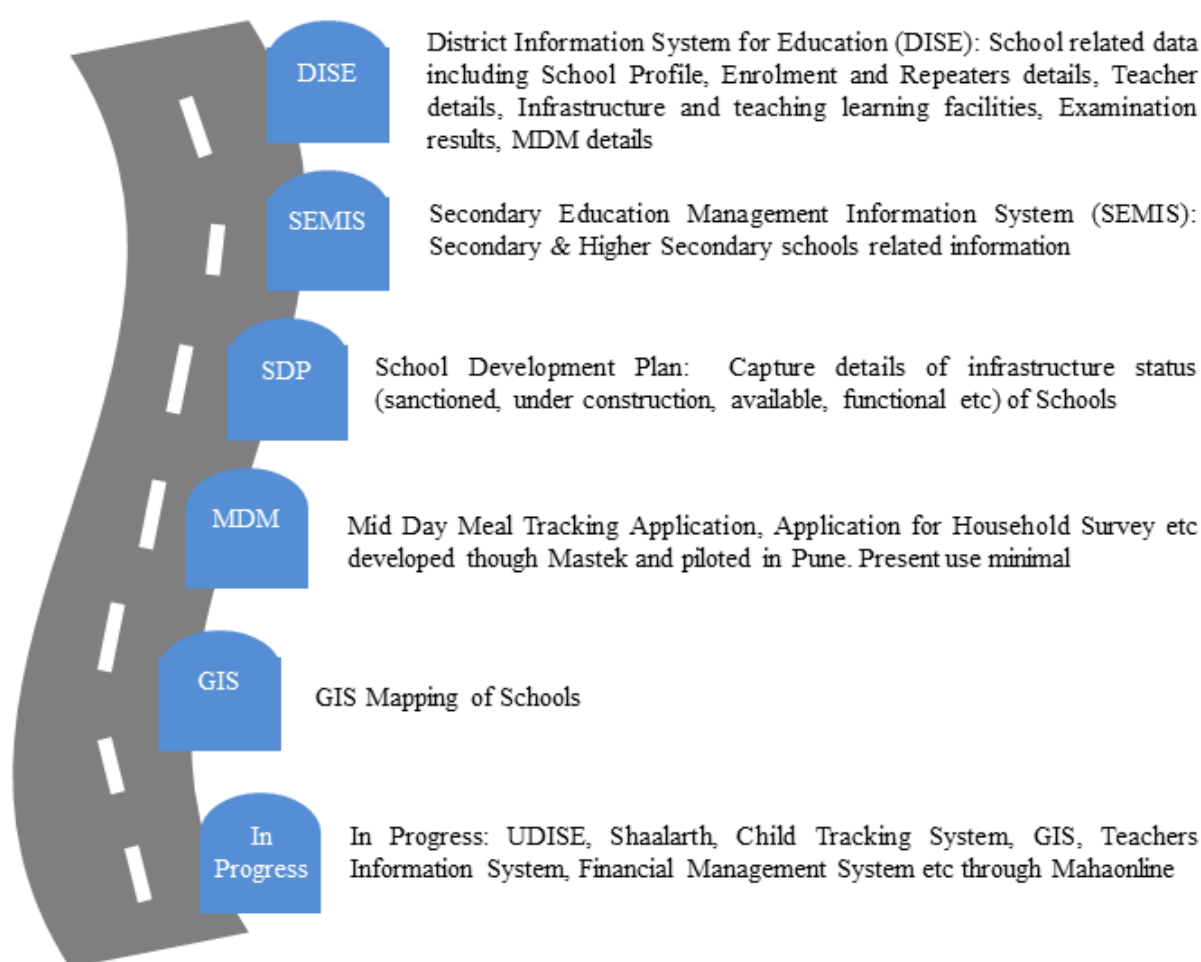 DISE
District Information System for Education (DISE): School related data
including School Profile, Enrolment and Repeaters details, Teacher
details, Infrastructure and teaching learning facilities, Examination
results, MDM details
SEMIS
Secondary Education Management Information System (SEMIS):
Secondary & Higher Secondary schools related information
SDP
School Development Plan: Capture details of infrastructure status
(sanctioned, under construction, available, functional etc) of Schools
MDM
Mid Day Meal Tracking Application, Application for Household Survey etc
developed though Mastek and piloted in Pune. Present use minimal
GIS
GIS Mapping of Schools
In
Progress
In Progress: UDISE, Shaalarth, Child Tracking System, GIS, Teachers
Information System, Financial Management System etc through Mahaonline